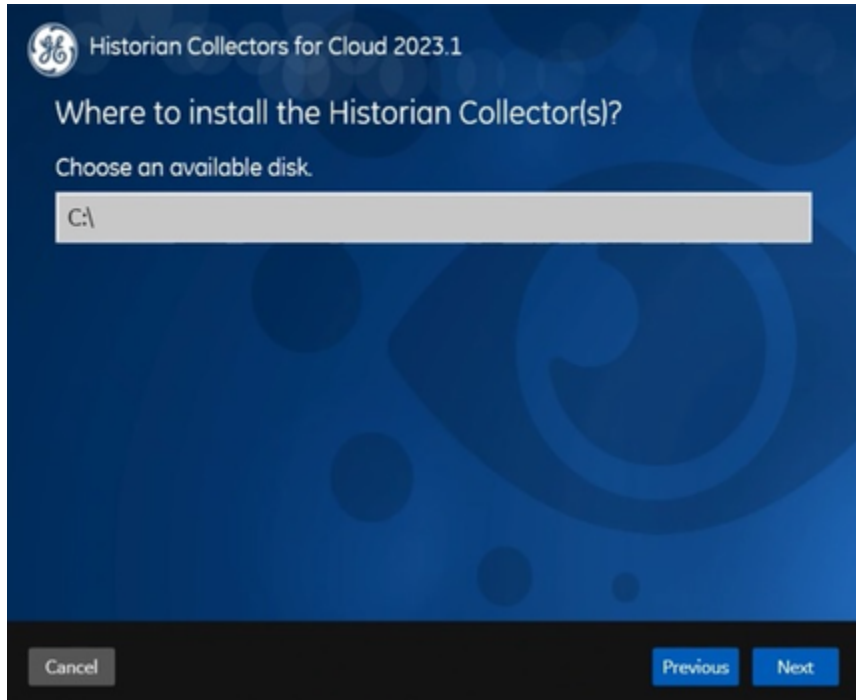 Historian Collectors for Cloud 2023.1
Where to install the Historian Collector(s)?
Choose an available disk.
C:\
Cancel
Previous
Next